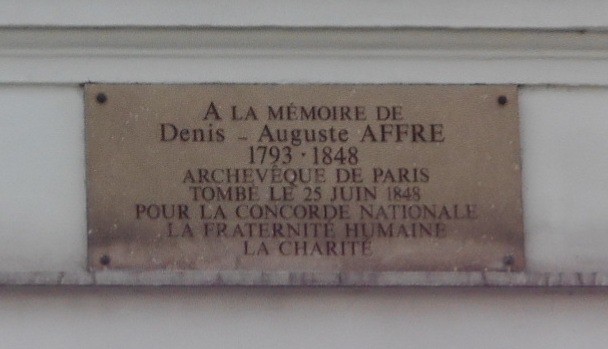 A LA MÉMOIRE DE
Denis - Auguste AFFRE
1793 · 1848
ARCHEVÊQUE DE PARIS
TOMBÉ LE 25 JUIN 1848
POUR LA CONCORDE NATIONALE
LA FRATERNITÉ HUMAINE
LA CHARITÉ